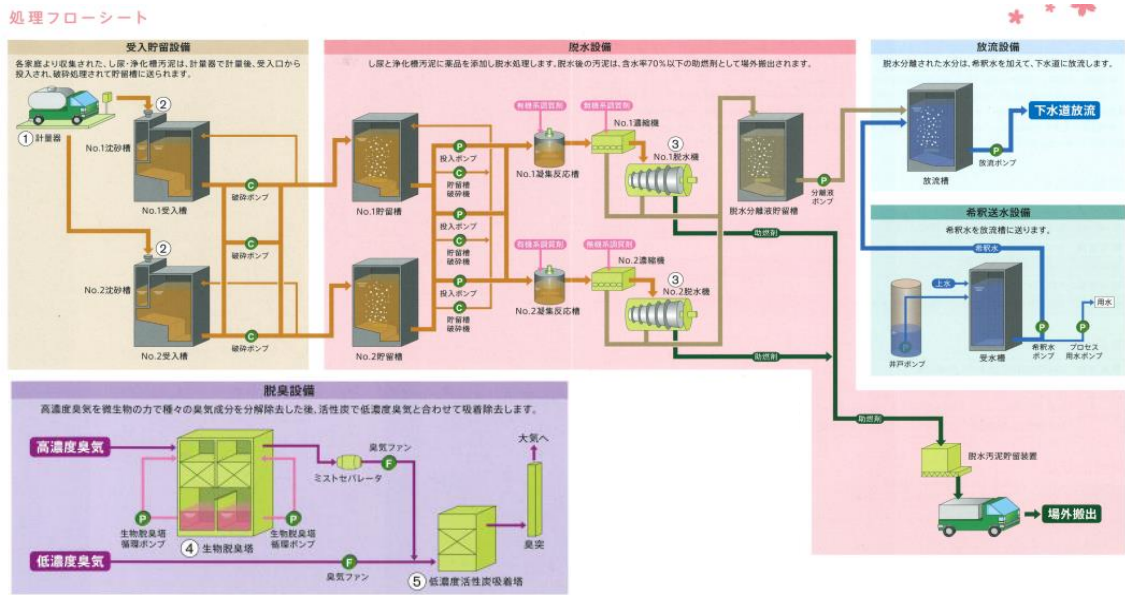 処理フローシート
受入貯留設備
各家庭より収集された、し尿・浄化槽汚泥は、計量器で計量後、受入口から
投入され、破砕処理されて貯留槽に送られます。
①計量器
②
No.1沈砂槽
No.1受入槽
破砕ポンプ
C
破砕ポンプ
C
②
No.2沈砂槽
No.2受入槽
破砕ポンプ
C
脱水設備
し尿と浄化槽汚泥に薬品を添加し脱水処理します。脱水後の汚泥は、含水率70%以下の助燃剤として場外搬出されます。
No.1貯留槽
No.2貯留槽
P
投入ポンプ
C
貯留槽
破砕機
P
投入ポンプ
C
貯留槽
破砕機
P
投入ポンプ
C
貯留槽
破砕機
無機系調質剤
No.1凝集反応槽
No.1濃縮機
③
No.1脱水機
助燃剤
No.2凝集反応槽
No.2濃縮機
③
No.2脱水機
助燃剤
脱水分離液貯留槽
P
分離液
ポンプ
助燃剤
脱水汚泥貯留装置
場外搬出
放流設備
脱水分離された水分は、希釈水を加えて、下水道に放流します。
下水道放流
P
放流ポンプ
放流槽
希釈送水設備
希釈水を放流槽に送ります。
希釈水
上水
用水
P
井戸ポンプ
受水槽
P
希釈水
ポンプ
P
プロセス
用水ポンプ
脱臭設備
高濃度臭気を微生物の力で種々の臭気成分を分解除去した後、活性炭で低濃度臭気と合わせて吸着除去します。
高濃度臭気
P
生物脱臭塔
循環ポンプ
④生物脱臭塔
P
生物脱臭塔
循環ポンプ
ミストセパレータ
臭気ファン
F
大気へ
臭突
低濃度臭気
F
臭気ファン
⑤低濃度活性炭吸着塔